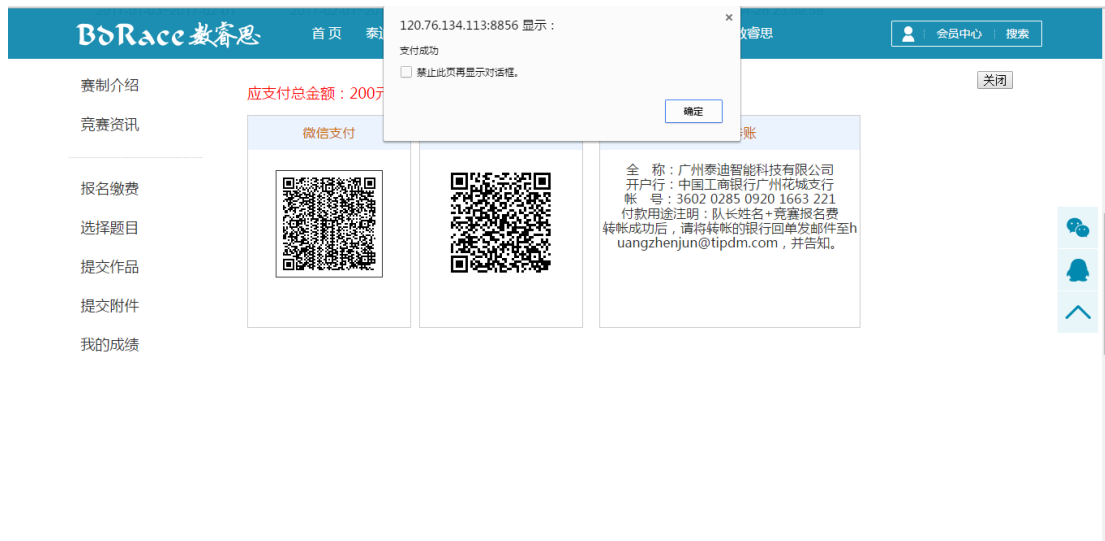 BDRace数睿思
首页
泰
数睿思
会员中心
搜索
120.76.134.113:8856 显示：
×
支付成功
禁止此页再显示对话框。
确定
赛制介绍
竞赛资讯
报名缴费
选择题目
提交作品
提交附件
我的成绩
关闭
应支付总金额：200元
微信支付
账
全 称：广州泰迪智能科技有限公司
开户行：中国工商银行广州花城支行
帐 号：3602 0285 0920 1663 221
付款用途注明：队长姓名+竞赛报名费
转帐成功后，请将转帐的银行回单发邮件至h
uangzhenjun@tipdm.com，并告知。